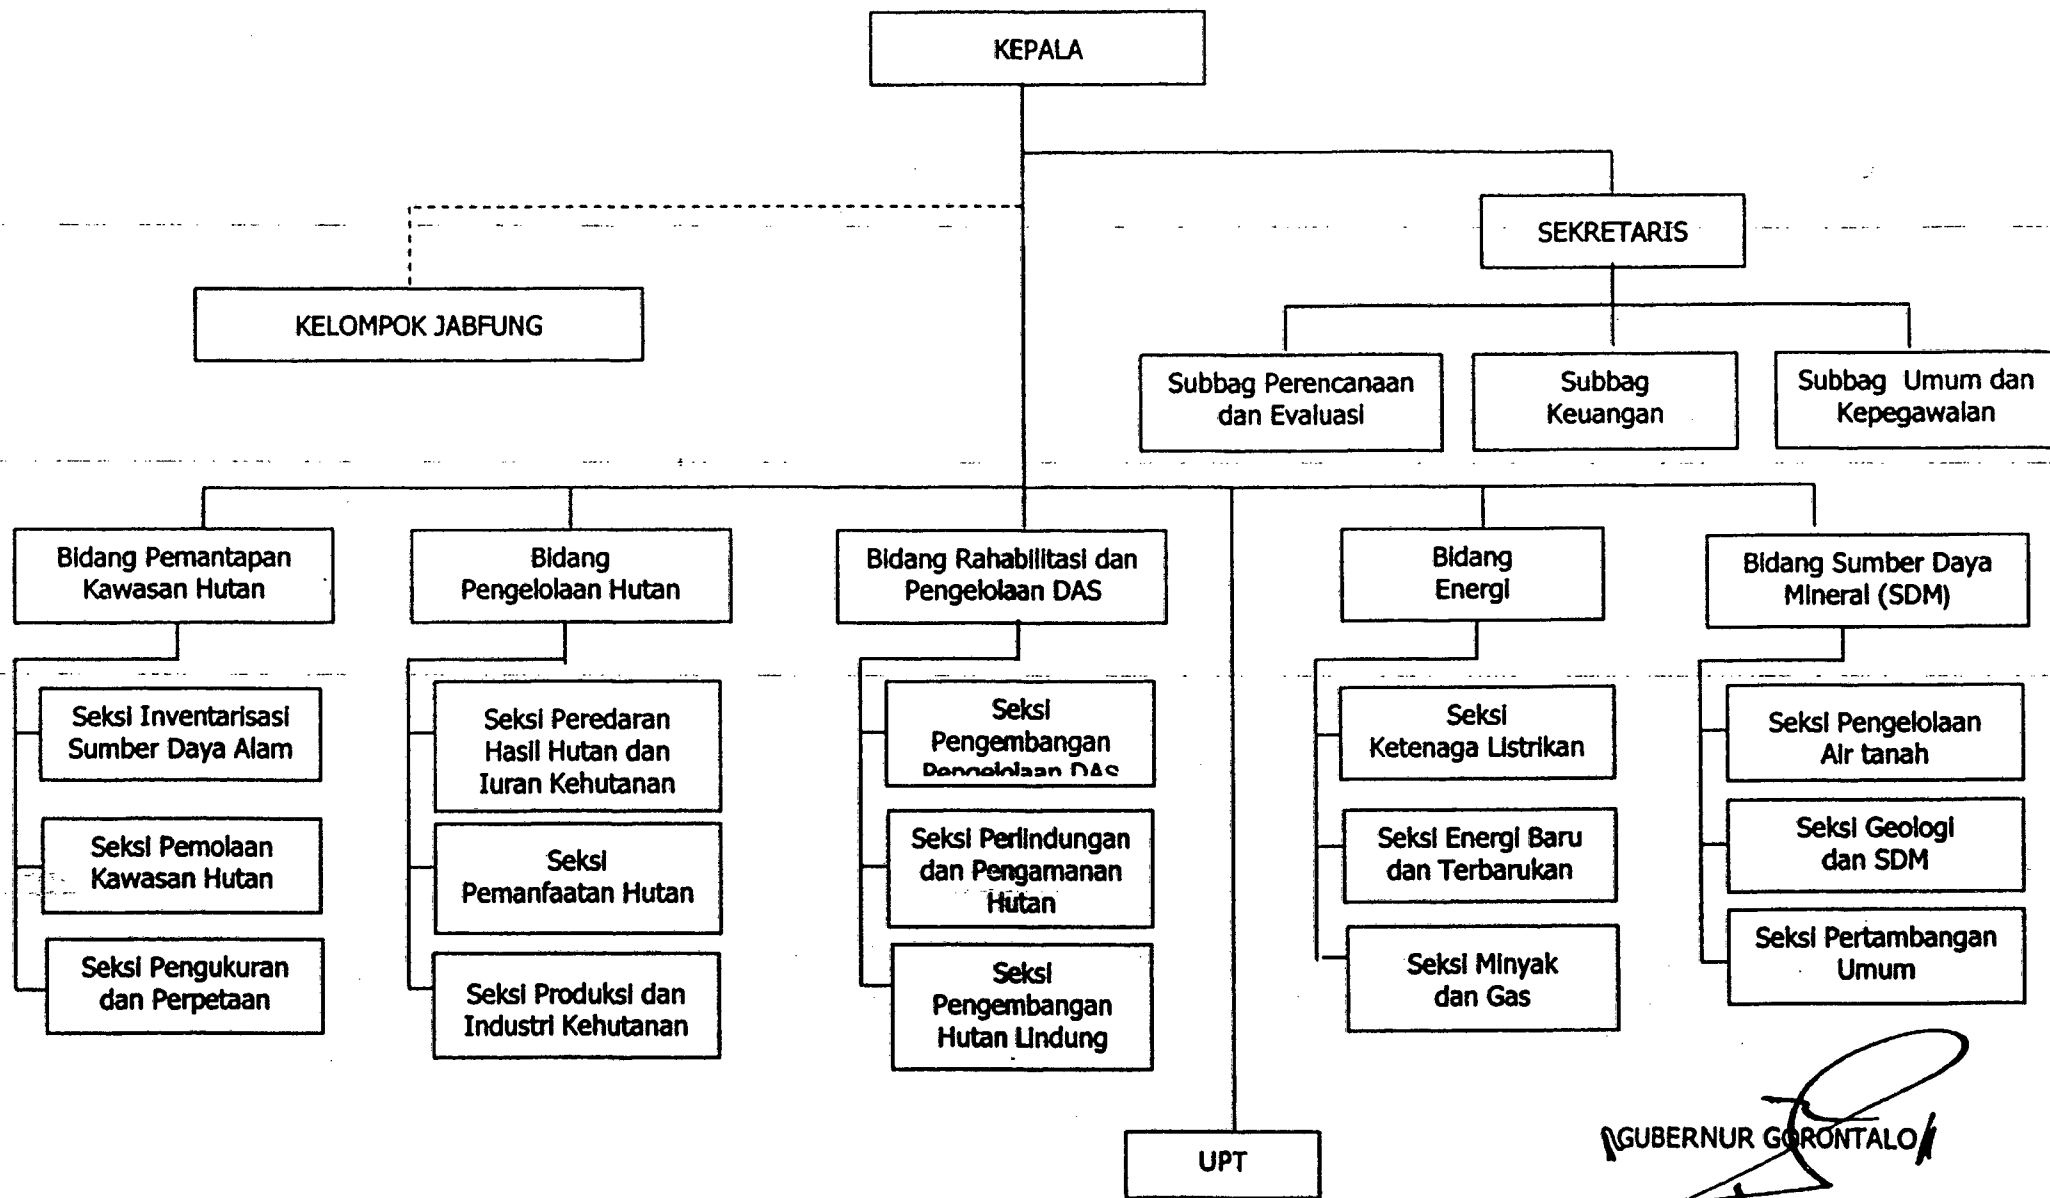 KEPALA
SEKRETARIS
KELOMPOK JABFUNG
Subbag Perencanaan
dan Evaluasi
Subbag
Keuangan
Subbag Umum dan
Kepegawaian
Bidang Pemantapan
Kawasan Hutan
Bidang
Pengelolaan Hutan
Bidang Rahabilitasi dan
Pengelolaan DAS
Bidang
Energi
Bidang Sumber Daya
Mineral (SDM)
Seksi Inventarisasi
Sumber Daya Alam
Seksi Pemolaan
Kawasan Hutan
Seksi Pengukuran
dan Perpetaan
Seksi Peredaran
Hasil Hutan dan
Iuran Kehutanan
Seksi
Pemanfaatan Hutan
Seksi Produksi dan
Industri Kehutanan
Seksi
Pengembangan
Pengelolaan DAS
Seksi Perlindungan
dan Pengamanan
Hutan
Seksi
Pengembangan
Hutan Lindung
Seksi
Ketenaga Listrikan
Seksi Energi Baru
dan Terbarukan
Seksi Minyak
dan Gas
Seksi Pengelolaan
Air tanah
Seksi Geologi
dan SDM
Seksi Pertambangan
Umum
UPT
GUBERNUR GORONTALO